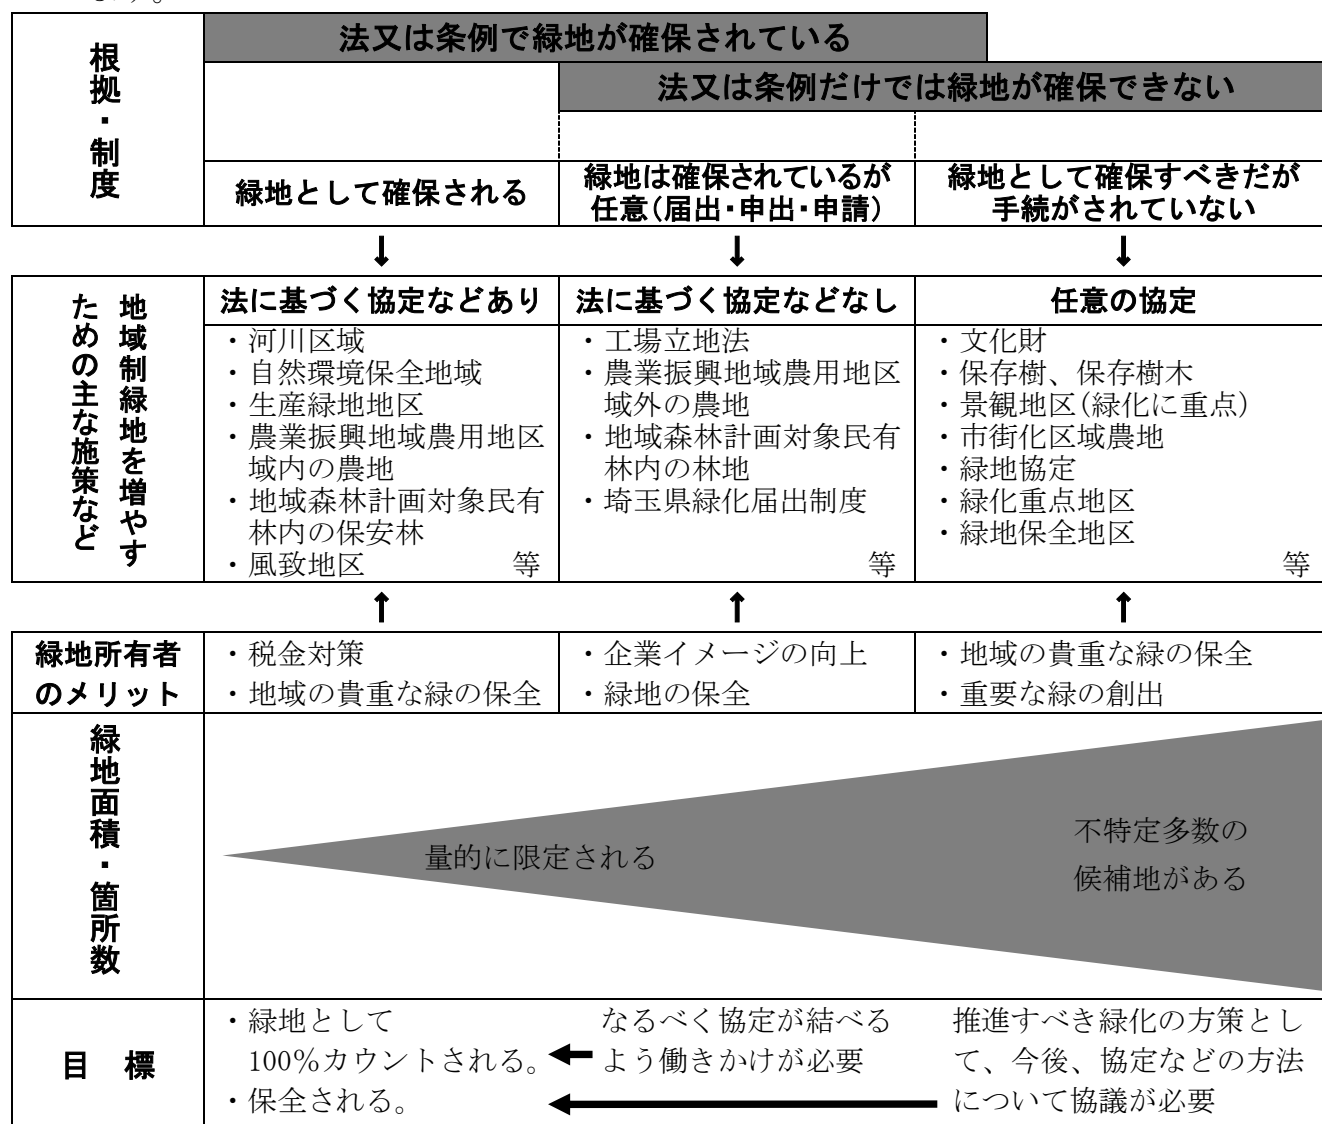 ます。
根拠・制度
法又は条例で緑地が確保されている
法又は条例だけでは緑地が確保できない
緑地として確保される
緑地は確保されているが
任意(届出・申出・申請)
緑地として確保すべきだが
手続がされていない
↓ ↓ ↓
地域制緑地を増やす
ための主な施策など
法に基づく協定などあり
・河川区域
・自然環境保全地域
・生産緑地地区
・農業振興地域農用地区
域内の農地
・地域森林計画対象民有
林内の保安林
・風致地区 等
法に基づく協定などなし
・工場立地法
・農業振興地域農用地区
域外の農地
・地域森林計画対象民有
林内の林地
・埼玉県緑化届出制度
等
任意の協定
・文化財
・保存樹、保存樹木
・景観地区(緑化に重点)
・市街化区域農地
・緑地協定
・緑化重点地区
・緑地保全地区
等
↑ ↑ ↑
緑地所有者
のメリット
・税金対策
・地域の貴重な緑の保全
・企業イメージの向上
・緑地の保全
・地域の貴重な緑の保全
・重要な緑の創出
緑地面積・箇所数
量的に限定される
不特定多数の
候補地がある
目 標
・緑地として
100%カウントされる。
・保全される。
なるべく協定が結べる
よう働きかけが必要
推進すべき緑化の方策とし
て、今後、協定などの方法
について協議が必要